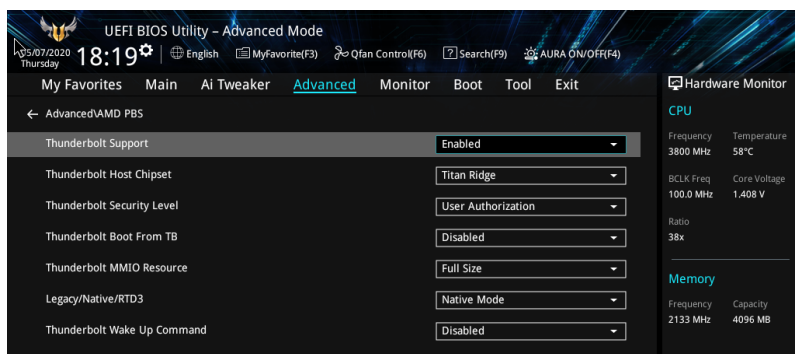 UEFI BIOS Utility – Advanced Mode
05/07/2020 Thursday 18:19 English MyFavorite(F3) Qfan Control(F6) Search(F9) AURA ON/OFF(F4)
My Favorites Main Ai Tweaker Advanced Monitor Boot Tool Exit
Hardware Monitor
Advanced\AMD PBS
Thunderbolt Support Enabled
Thunderbolt Host Chipset Titan Ridge
Thunderbolt Security Level User Authorization
Thunderbolt Boot From TB Disabled
Thunderbolt MMIO Resource Full Size
Legacy/Native/RTD3 Native Mode
Thunderbolt Wake Up Command Disabled
CPU
Frequency Temperature
3800 MHz 58°C
BCLK Freq Core Voltage
100.0 MHz 1.408 V
Ratio
38x
Memory
Frequency Capacity
2133 MHz 4096 MB